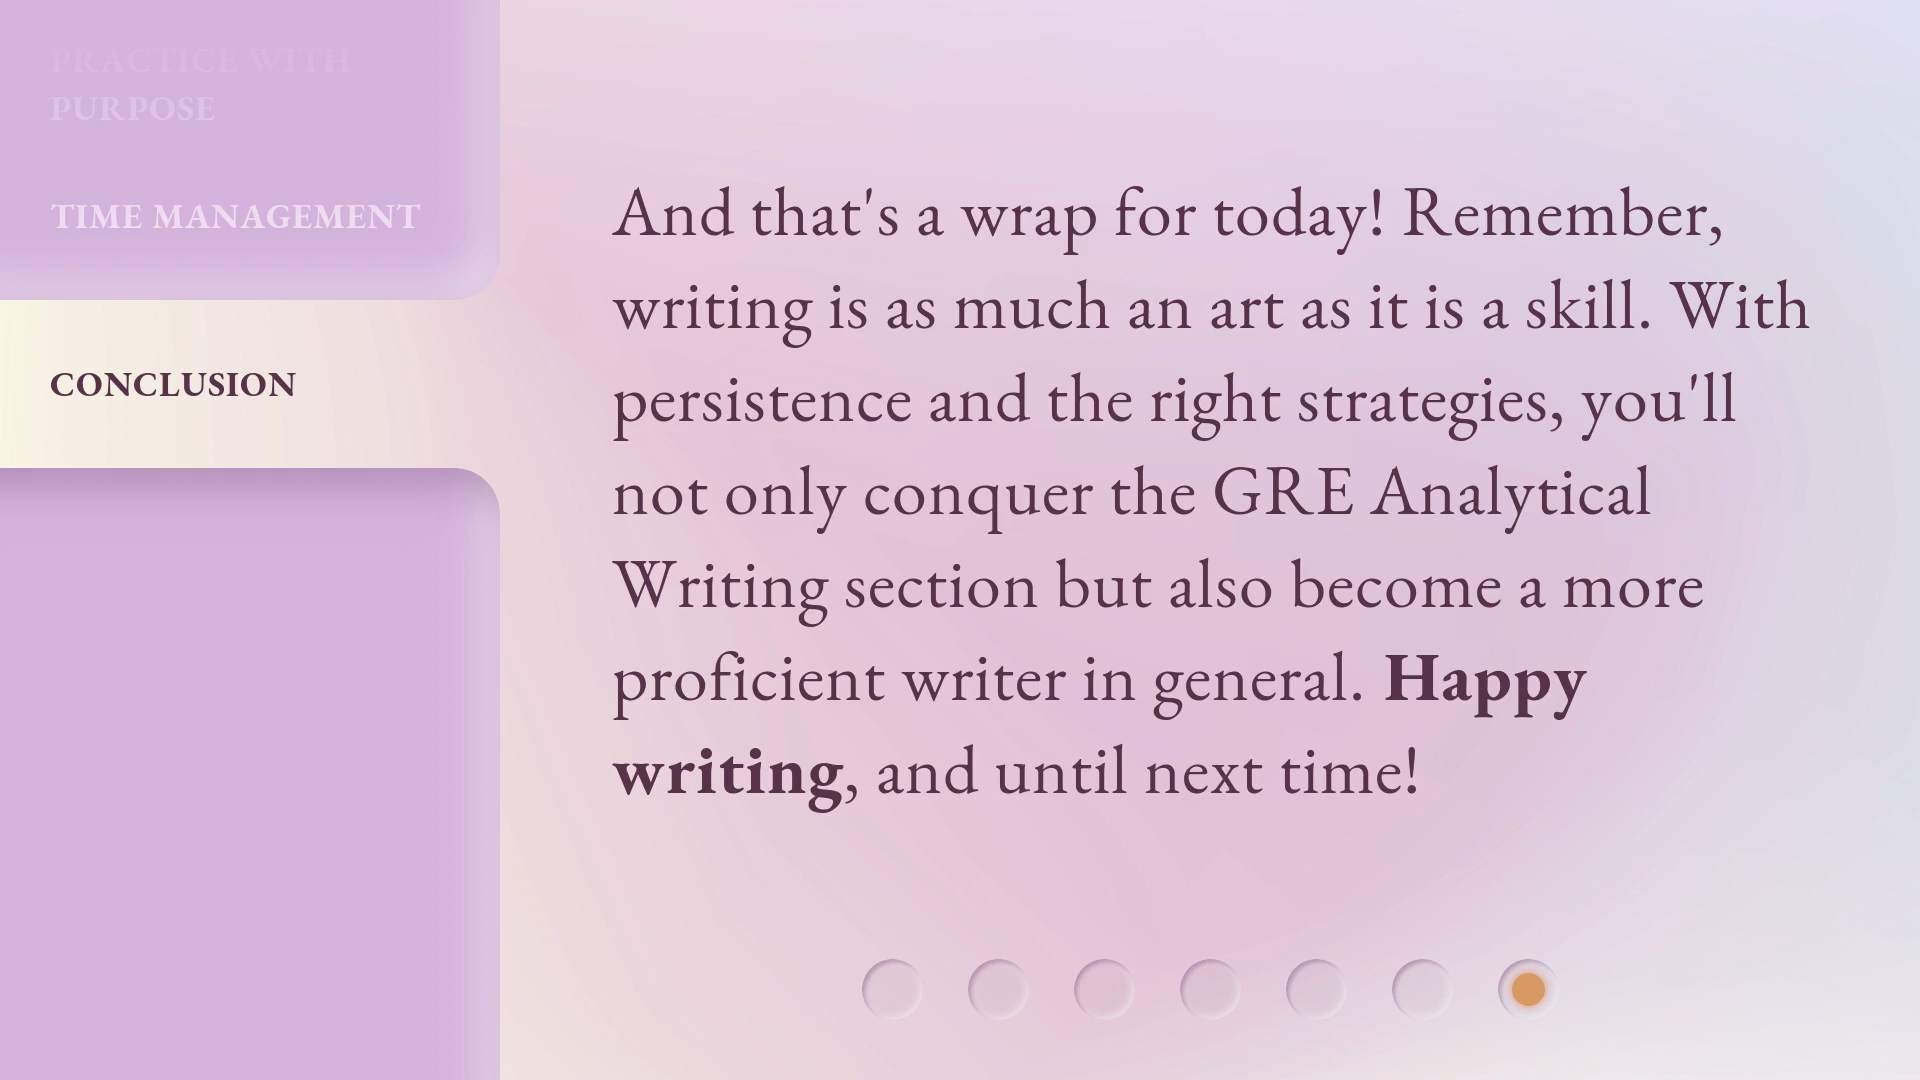 PRACTICE WITH
PURPOSE
TIME MANAGEMENT
CONCLUSION
And that's a wrap for today! Remember,
writing is as much an art as it is a skill. With
persistence and the right strategies, you'll
not only conquer the GRE Analytical
Writing section but also become a more
proficient writer in general. Happy
writing, and until next time!